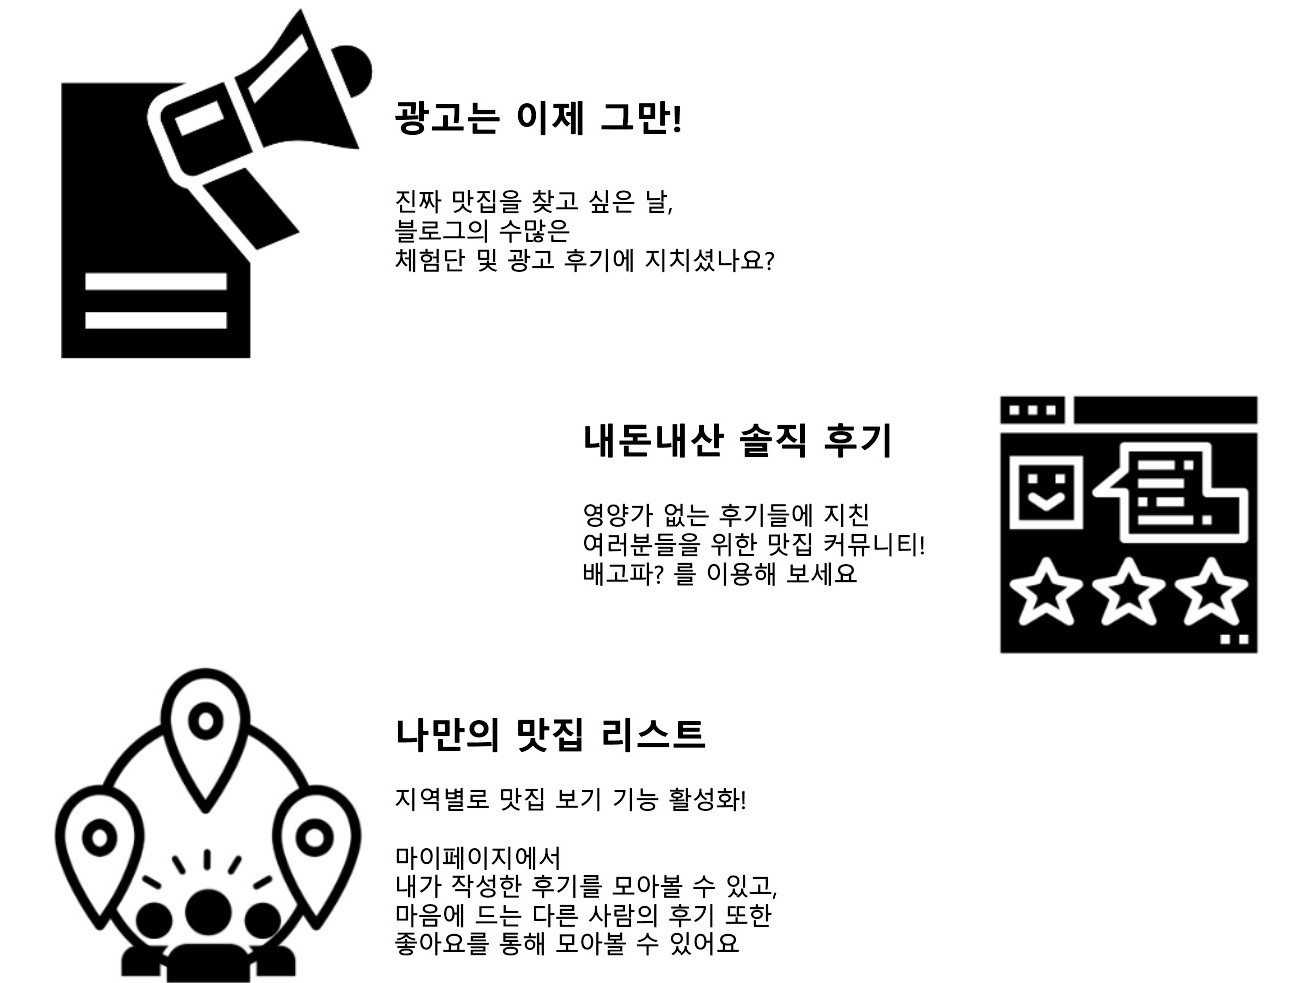 광고는 이제 그만!
진짜 맛집을 찾고 싶은 날,
블로그의 수많은
체험단 및 광고 후기에 지치셨나요?
내돈내산 솔직 후기
영양가 없는 후기들에 지친
여러분들을 위한 맛집 커뮤니티!
배고파? 를 이용해 보세요
나만의 맛집 리스트
지역별로 맛집 보기 기능 활성화!
마이페이지에서
내가 작성한 후기를 모아볼 수 있고,
마음에 드는 다른 사람의 후기 또한
좋아요를 통해 모아볼 수 있어요